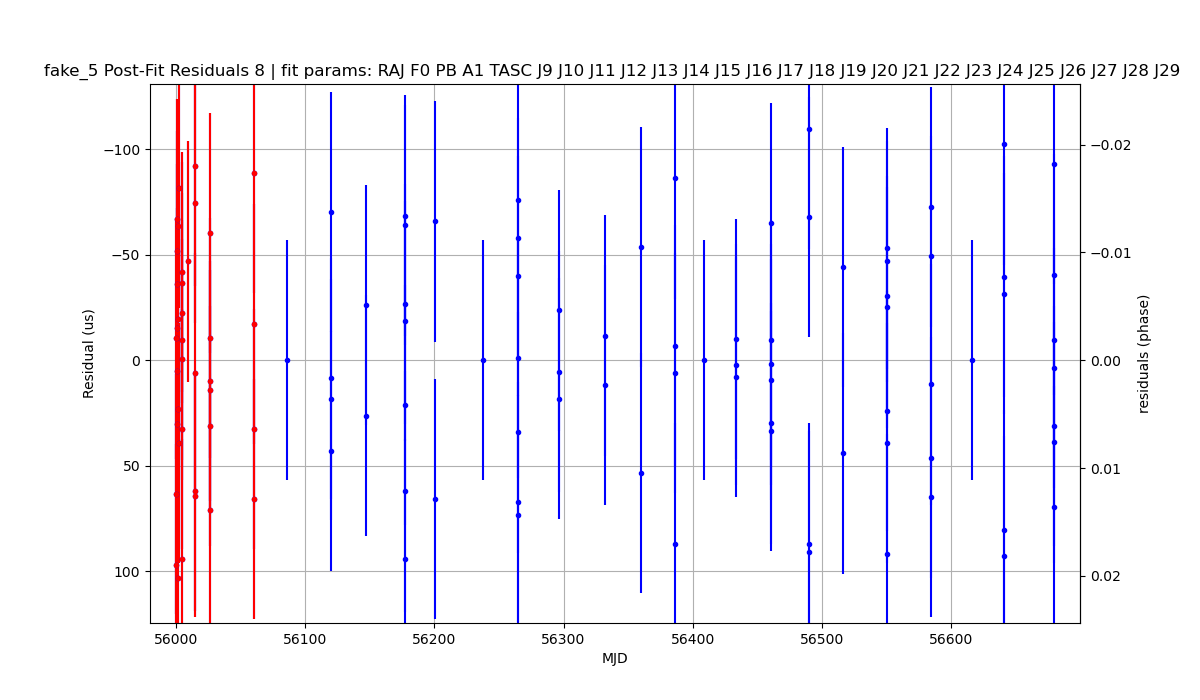 fake_5 Post-Fit Residuals 8 | fit params: RAJ F0 PB A1 TASC J9 J10 J11 J12 J13 J14 J15 J16 J17 J18 J19 J20 J21 J22 J23 J24 J25 J26 J27 J28 J29
Residual (us)
−100
−50
0
50
100
−0.02
−0.01
0.00
0.01
0.02
residuals (phase)
56000 56100 56200 56300 56400 56500 56600
MJD